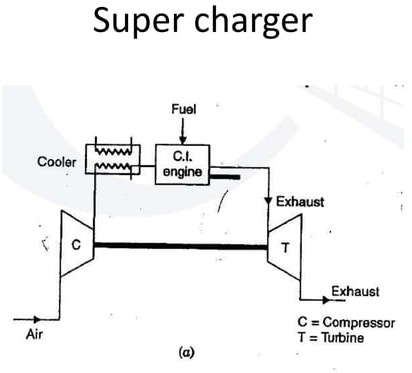 Super charger
Fuel
Cooler
C.I.
engine
Exhaust
C
T
Exhaust
Air
C = Compressor
T = Turbine
(a)